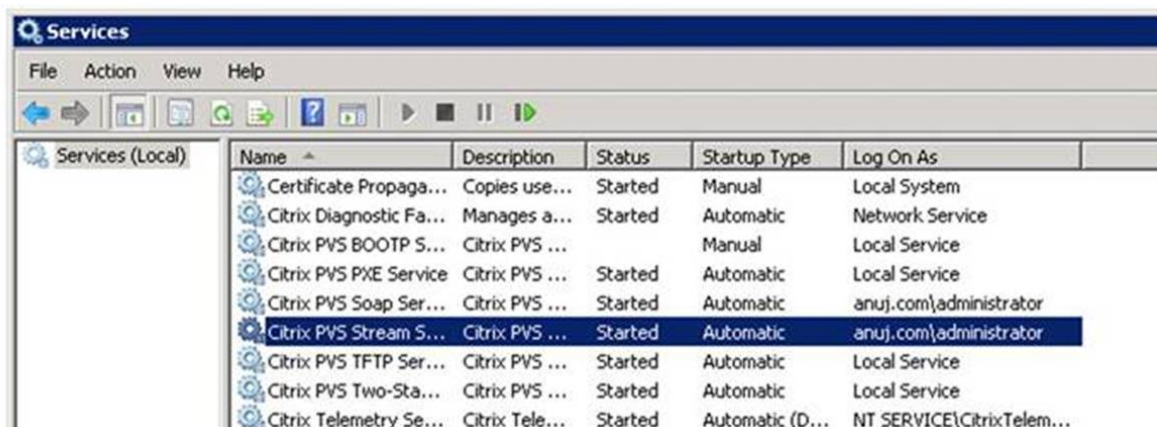 Services
File Action View Help
Services (Local)
Name Description Status Startup Type Log On As
Certificate Propaga... Copies use... Started Manual Local System
Citrix Diagnostic Fa... Manages a... Started Automatic Network Service
Citrix PVS BOOTP S... Citrix PVS ... Manual Local Service
Citrix PVS PXE Service Citrix PVS ... Started Automatic Local Service
Citrix PVS Soap Ser... Citrix PVS ... Started Automatic anuj.com\administrator
Citrix PVS Stream S... Citrix PVS ... Started Automatic anuj.com\administrator
Citrix PVS TFTP Ser... Citrix PVS ... Started Automatic Local Service
Citrix PVS Two-Sta... Citrix PVS ... Started Automatic Local Service
Citrix Telemetry Se... Citrix Tele... Started Automatic (D... NT SERVICE\CitrixTelem...